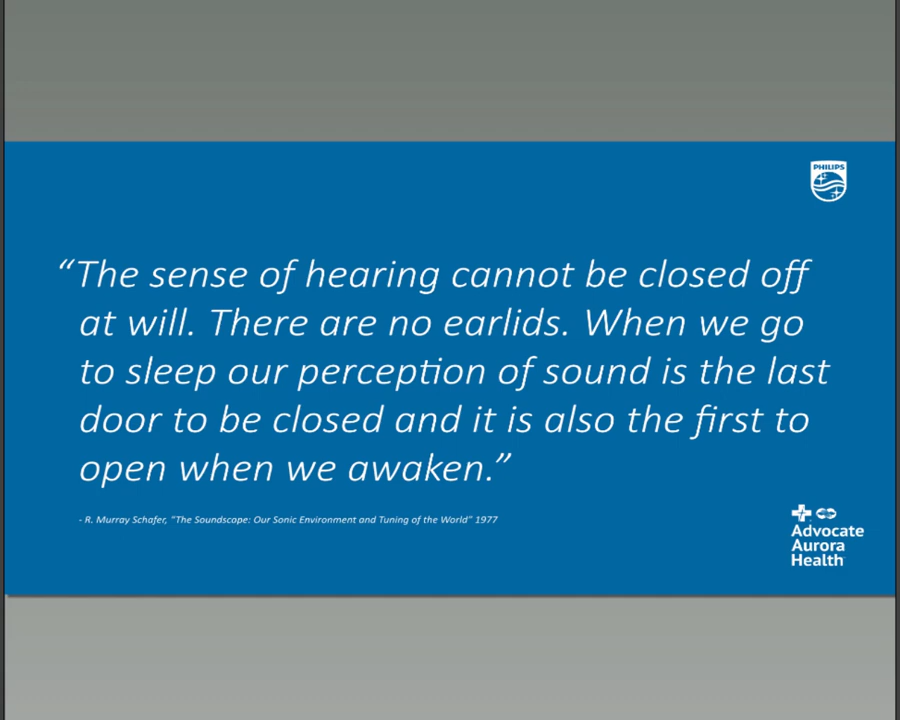 PHILIPS
“The sense of hearing cannot be closed off
at will. There are no earlids. When we go
to sleep our perception of sound is the last
door to be closed and it is also the first to
open when we awaken.”
- R. Murray Schafer, "The Soundscape: Our Sonic Environment and Tuning of the World" 1977
Advocate
Aurora
Health